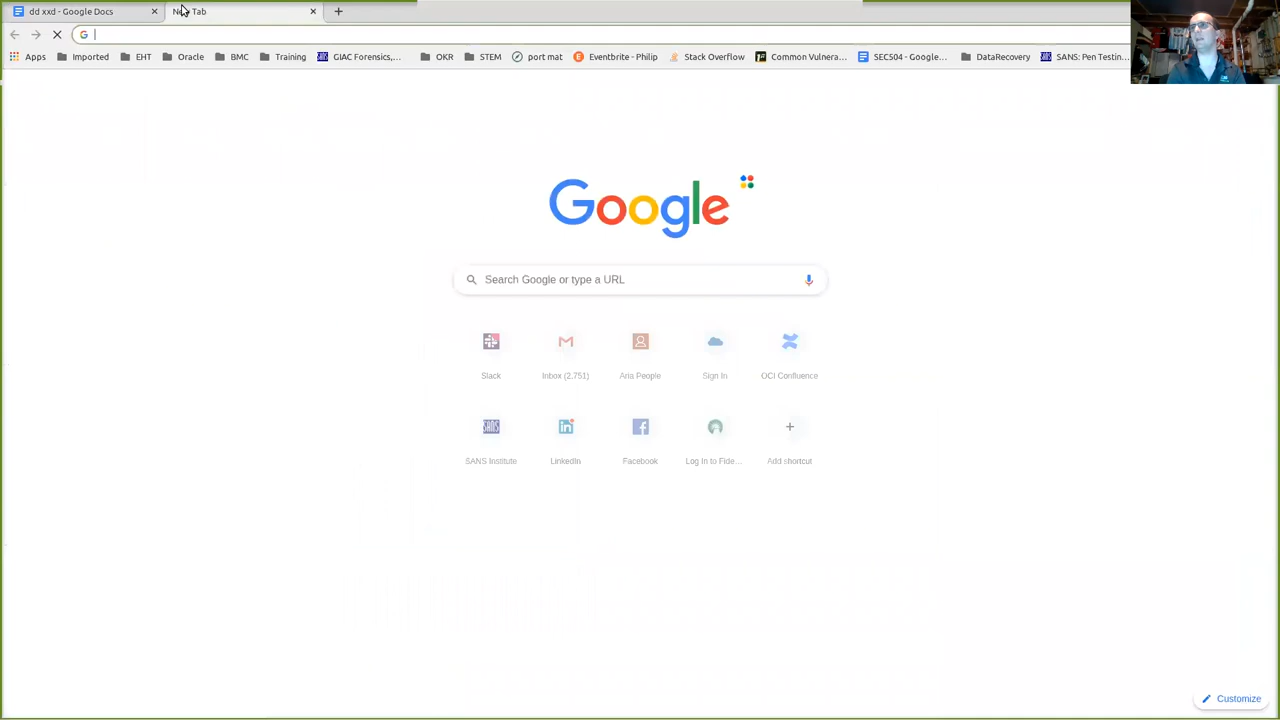 dd xxd - Google Docs
New Tab
Apps Imported EHT Oracle BMC Training GIAC Forensics,... OKR STEM port mat Eventbrite - Philip Stack Overflow Common Vulnera... SEC504 - Google... DataRecovery SANS: Pen Testin...
Google
Search Google or type a URL
Slack Inbox (2,751) Aria People Sign In OCI Confluence
SANS Institute LinkedIn Facebook Log In to Fide... Add shortcut
Customize